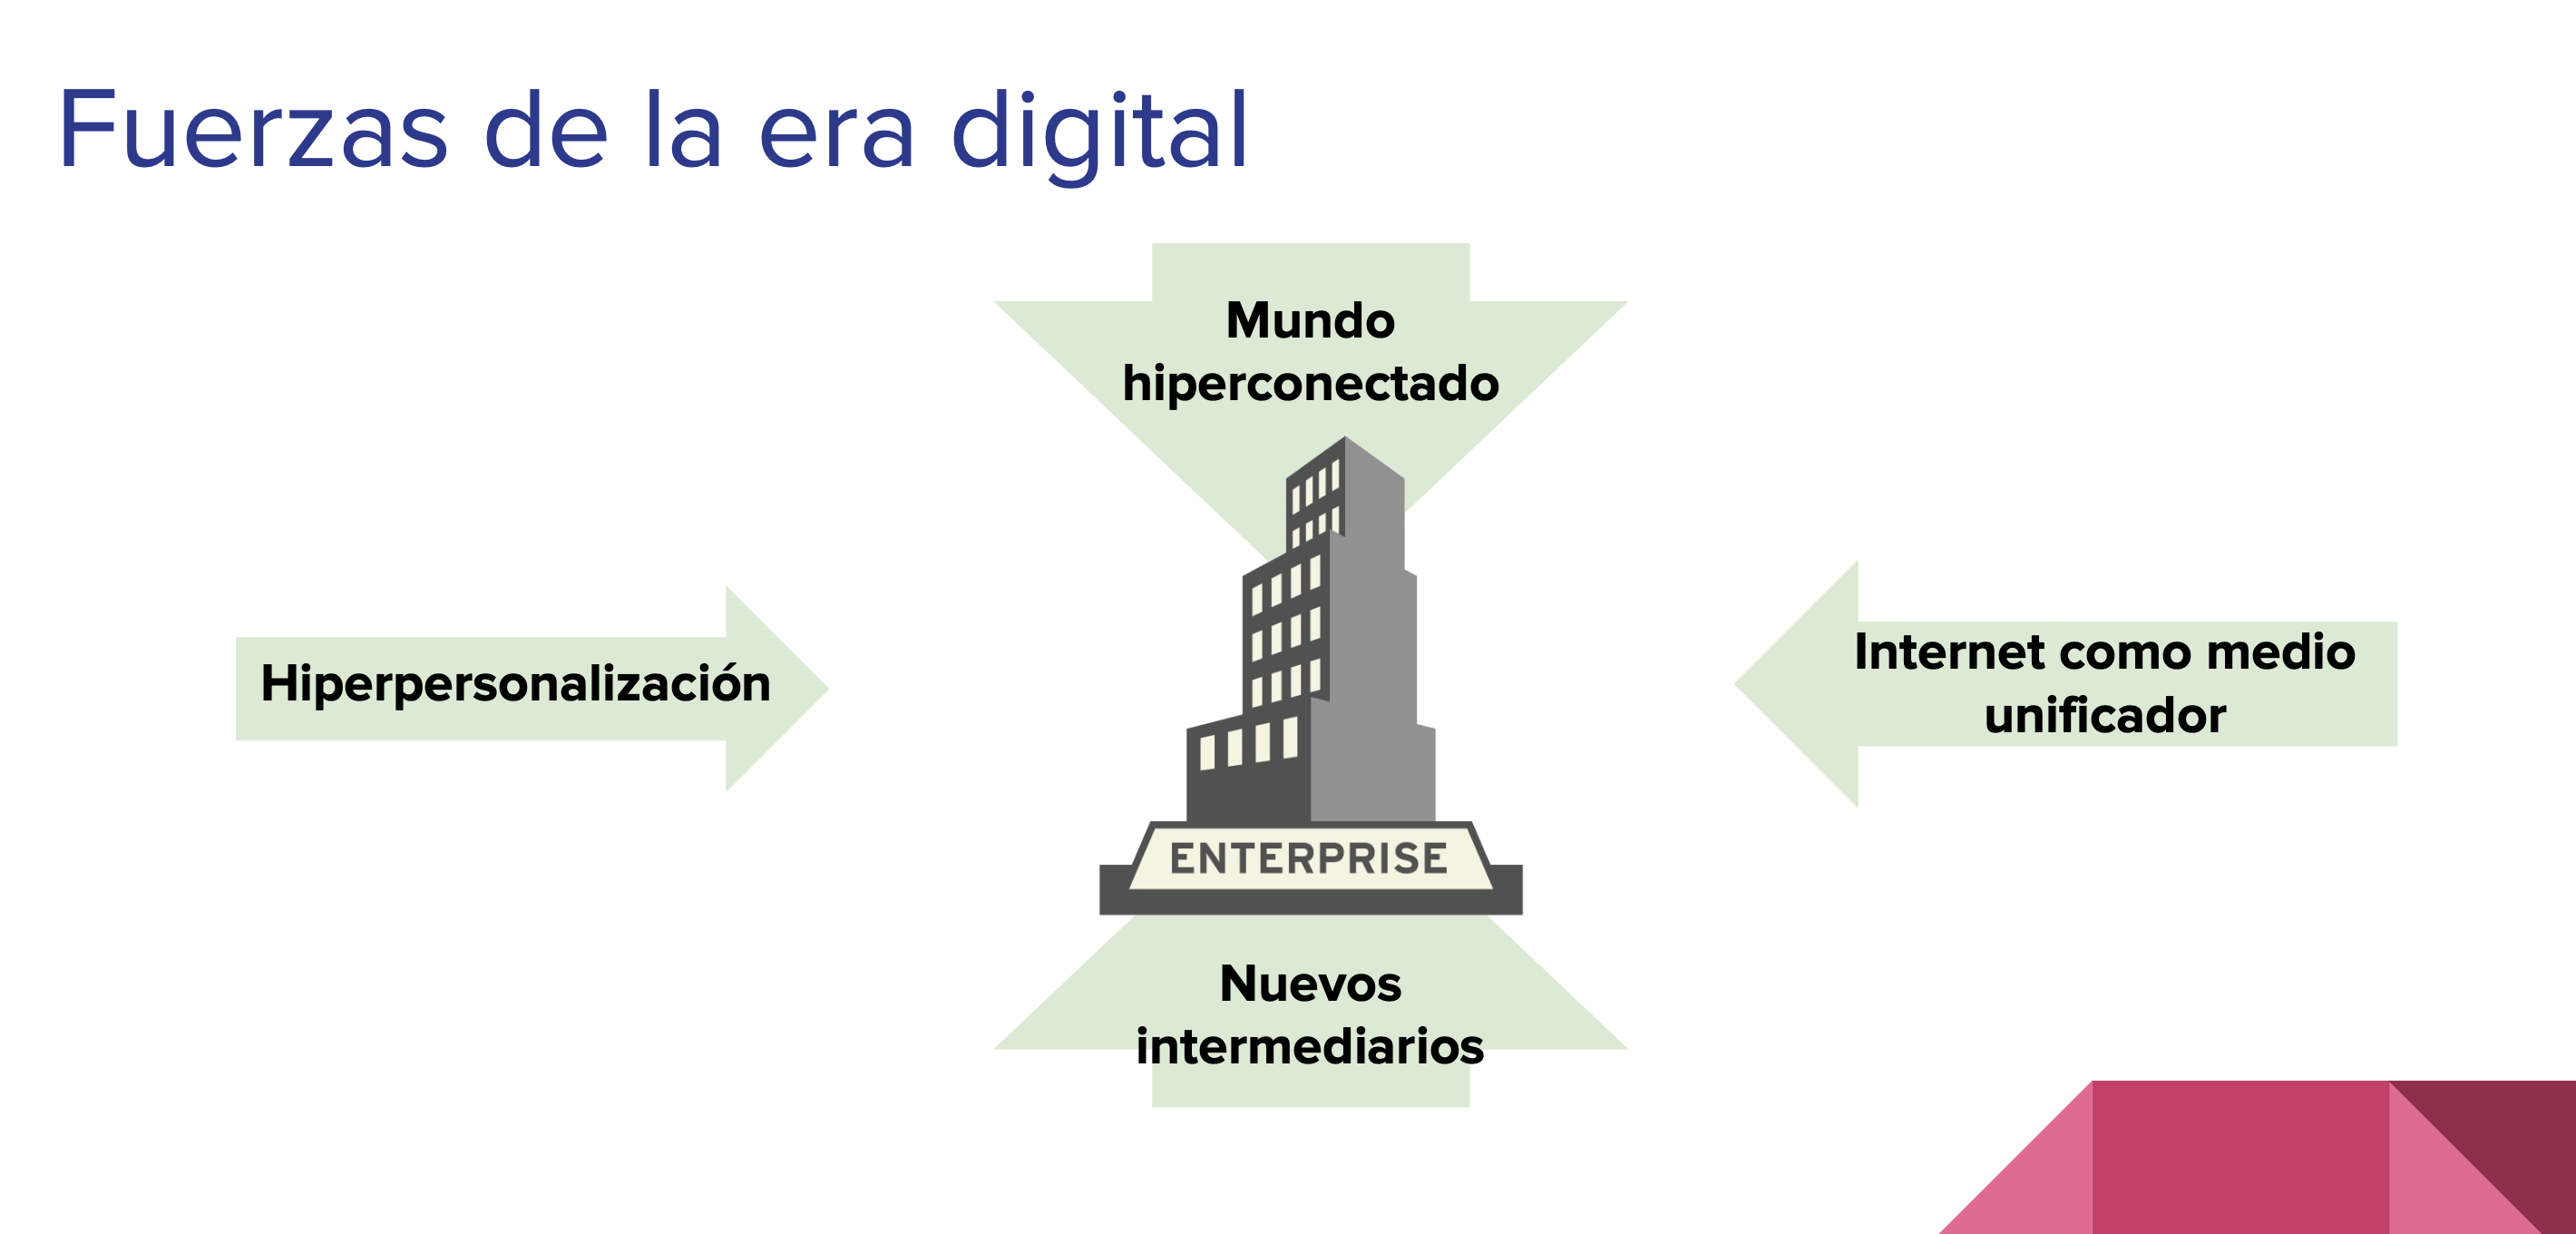 Fuerzas de la era digital
Mundo
hiperconectado
Hiperpersonalización
Internet como medio
unificador
ENTERPRISE
Nuevos
intermediarios